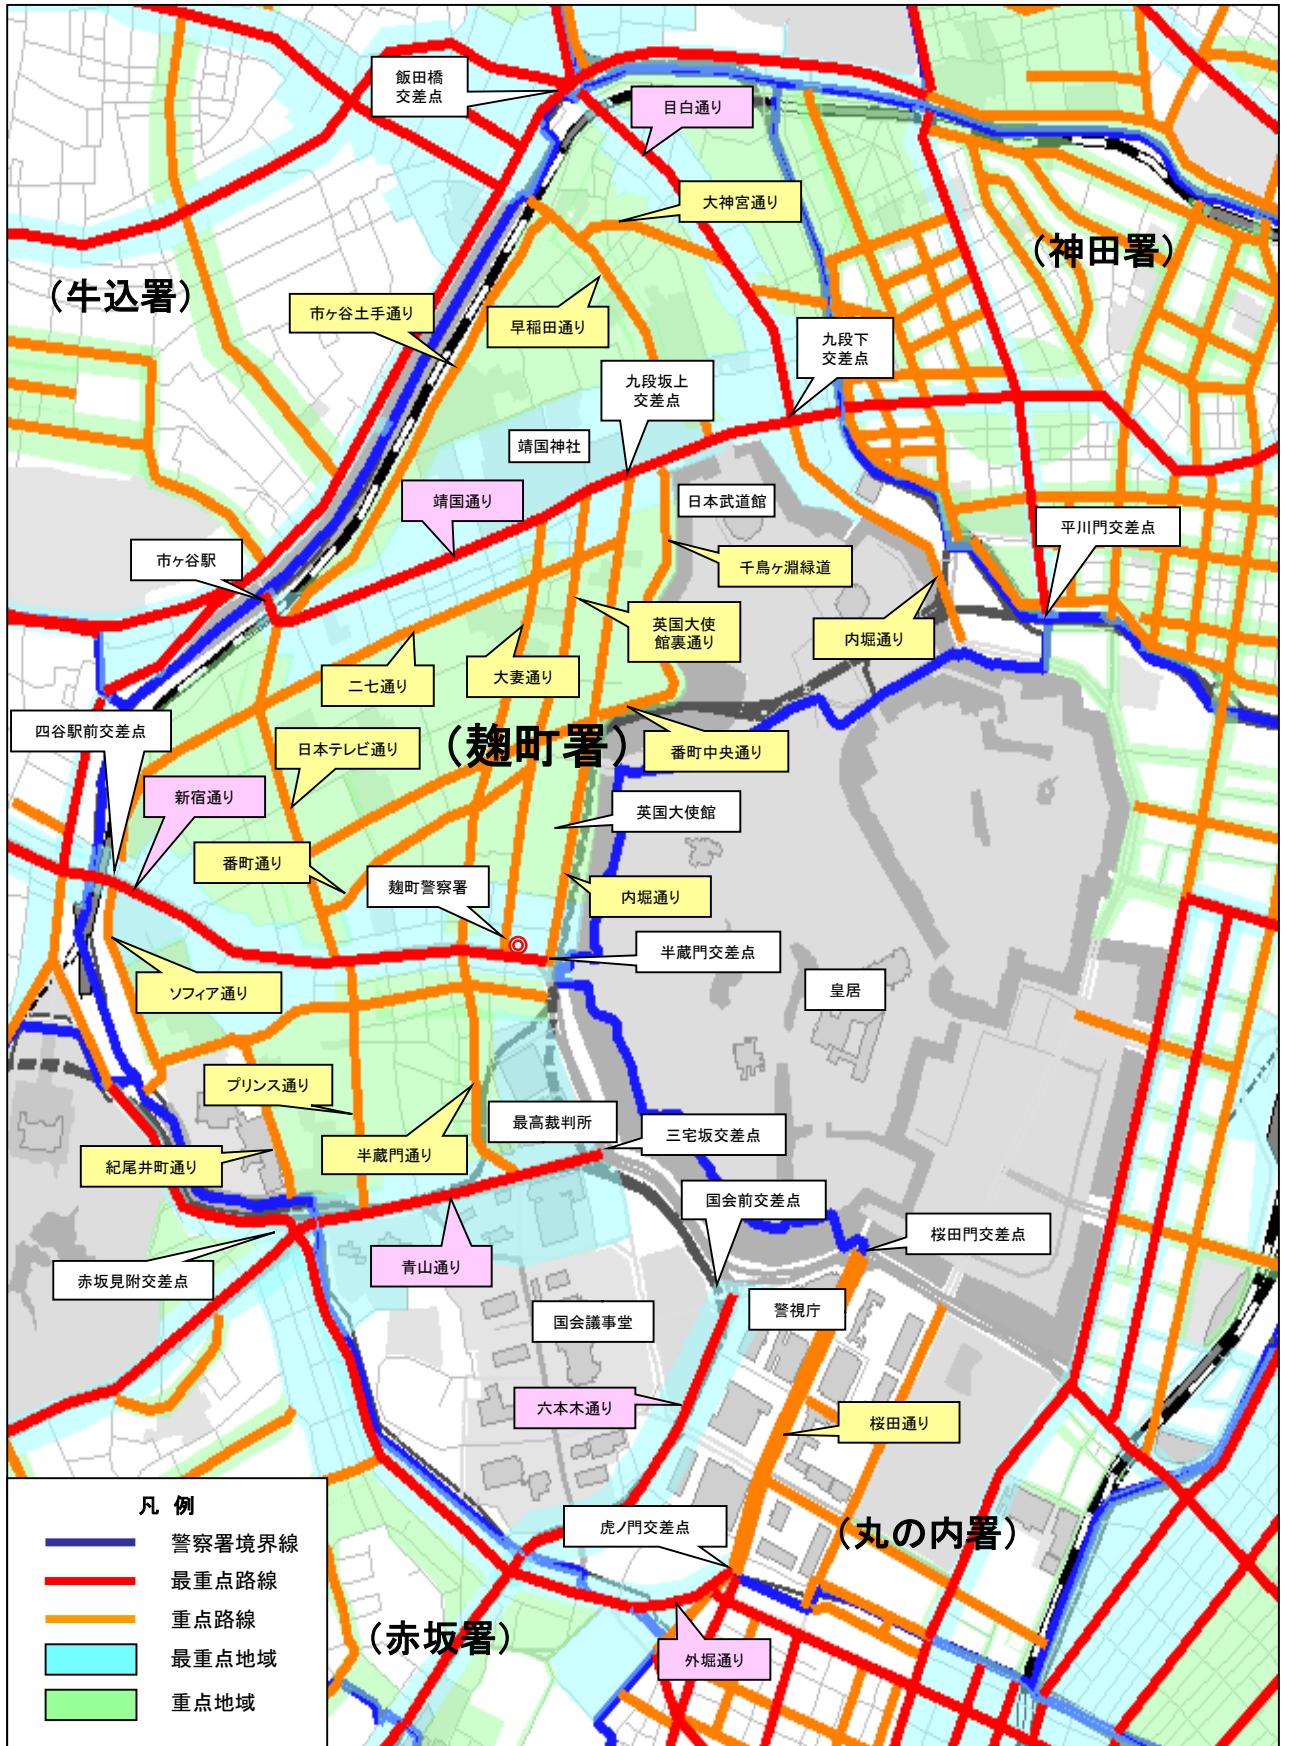 飯田橋
交差点
目白通り
大神宮通り
(神田署)
(牛込署)
市ヶ谷土手通り
早稲田通り
九段下
交差点
九段坂上
交差点
靖国神社
靖国通り
日本武道館
平川門交差点
市ヶ谷駅
千鳥ヶ淵緑道
英国大使
館裏通り
内堀通り
二七通り
大妻通り
四谷駅前交差点
(麹町署)
日本テレビ通り
番町中央通り
新宿通り
英国大使館
番町通り
麹町警察署
内堀通り
半蔵門交差点
ソフィア通り
皇居
プリンス通り
最高裁判所
三宅坂交差点
紀尾井町通り
半蔵門通り
国会前交差点
桜田門交差点
赤坂見附交差点
青山通り
国会議事堂
警視庁
六本木通り
桜田通り
虎ノ門交差点
(丸の内署)
(赤坂署)
外堀通り
凡 例
警察署境界線
最重点路線
重点路線
最重点地域
重点地域